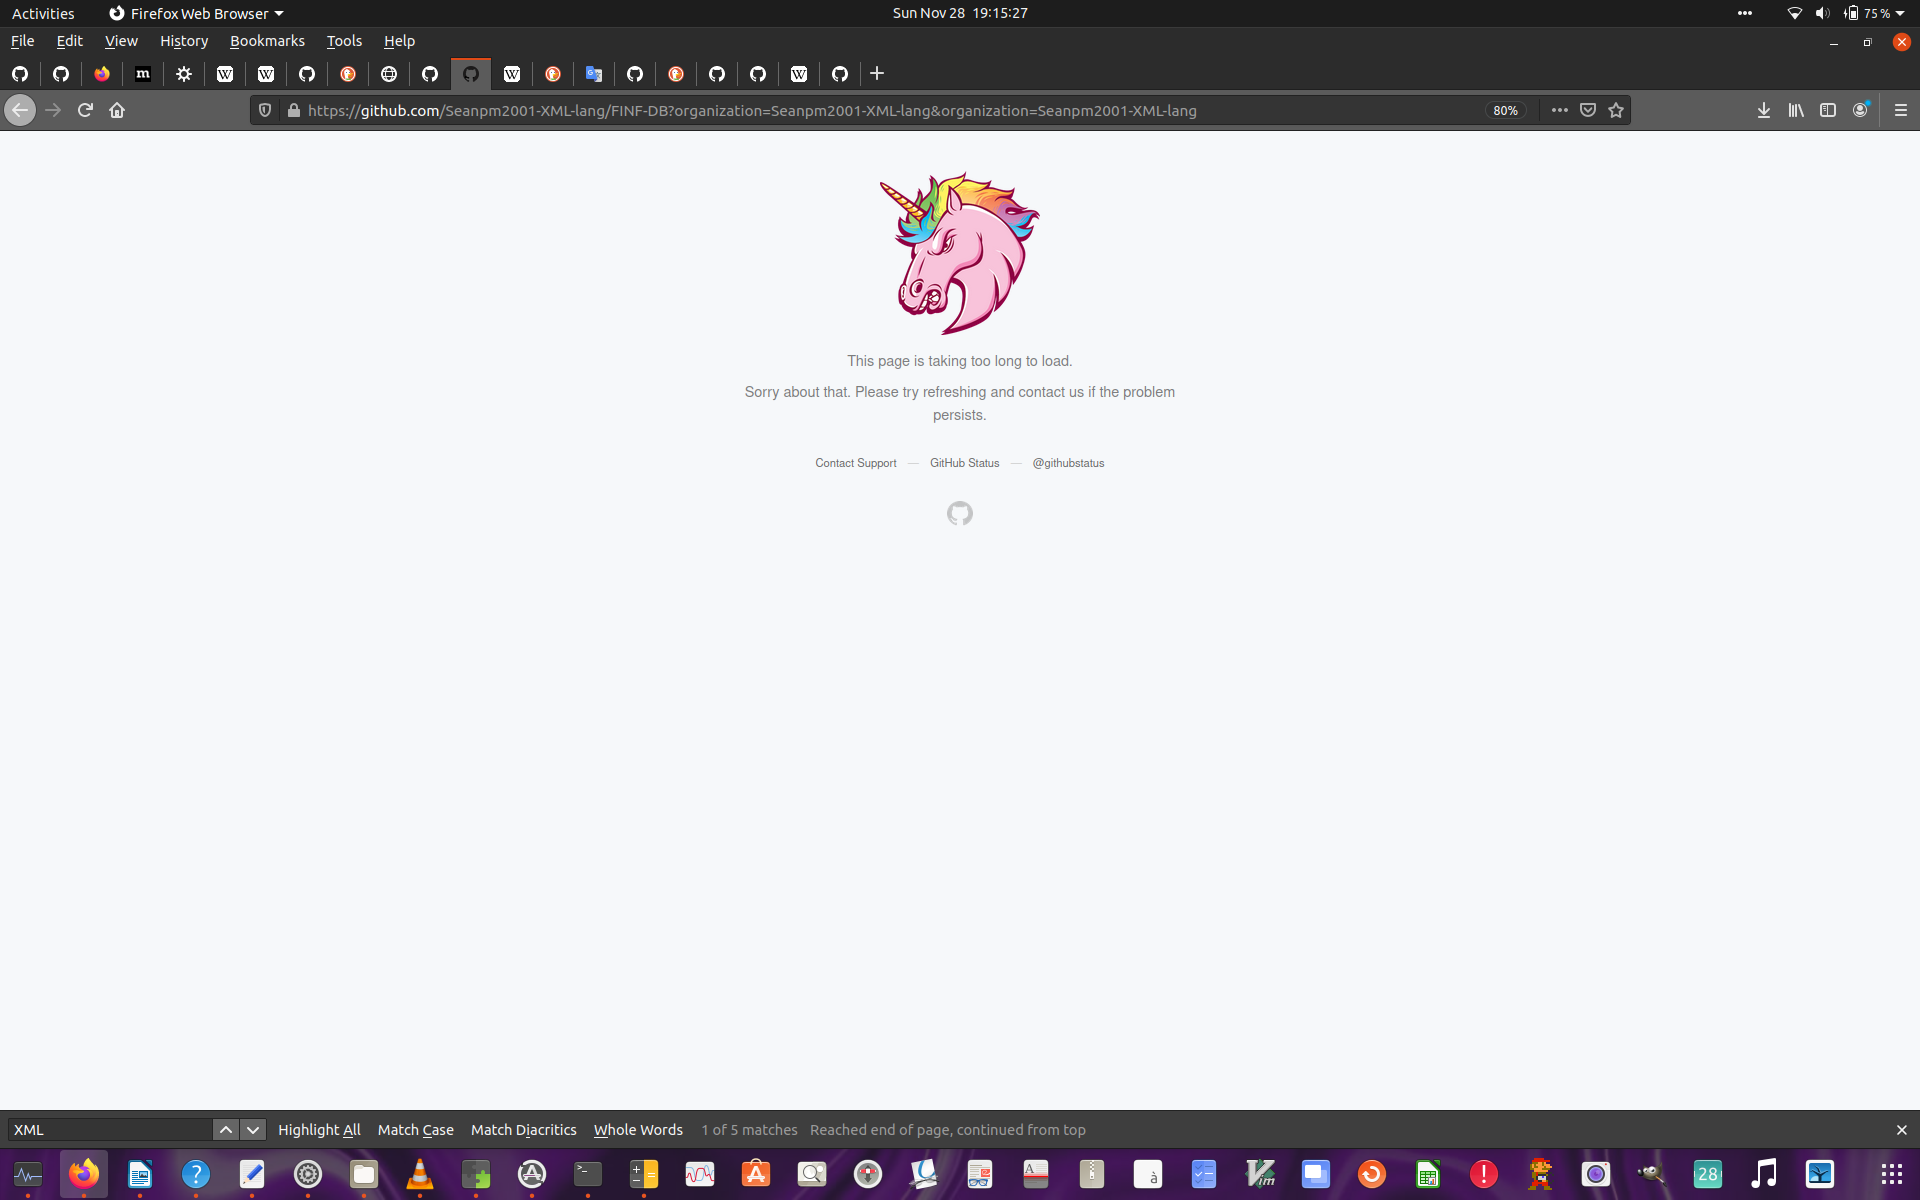 Activities
Firefox Web Browser
Sun Nov 28 19:15:27
75 %
File Edit View History Bookmarks Tools Help
https://github.com/Seanpm2001-XML-lang/FINF-DB?organization=Seanpm2001-XML-lang&organization=Seanpm2001-XML-lang
80%
This page is taking too long to load.
Sorry about that. Please try refreshing and contact us if the problem
persists.
Contact Support — GitHub Status — @githubstatus
XML
Highlight All Match Case Match Diacritics Whole Words 1 of 5 matches Reached end of page, continued from top
28